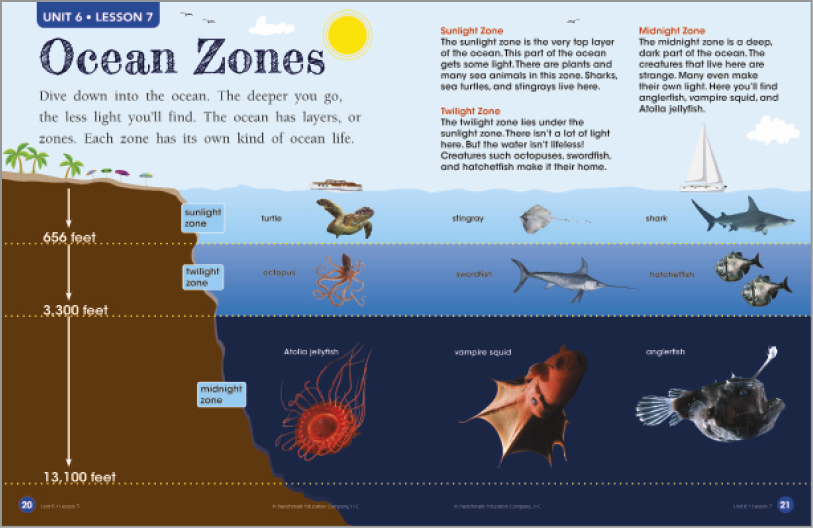 UNIT 6 • LESSON 7
Ocean Zones
Dive down into the ocean. The deeper you go,
the less light you'll find. The ocean has layers, or
zones. Each zone has its own kind of ocean life.
Sunlight Zone
The sunlight zone is the very top layer
of the ocean. This part of the ocean
gets some light. There are plants and
many sea animals in this zone. Sharks,
sea turtles, and stingrays live here.
Twilight Zone
The twilight zone lies under the
sunlight zone. There isn't a lot of light
here. But the water isn't lifeless!
Creatures such octopuses, swordfish,
and hatchetfish make it their home.
Midnight Zone
The midnight zone is a deep,
dark part of the ocean. The
creatures that live here are
strange. Many even make
their own light. Here you'll find
anglerfish, vampire squid, and
Atolla jellyfish.
sunlight
zone
turtle
stingray
shark
656 feet
twilight
zone
octopus
swordfish
hatchetfish
3,300 feet
Atolla jellyfish
vampire squid
anglerfish
midnight
zone
13,100 feet
20
Unit 6 • Lesson 7
© Benchmark Education Company, LLC
© Benchmark Education Company, LLC
Unit 6 • Lesson 7
21